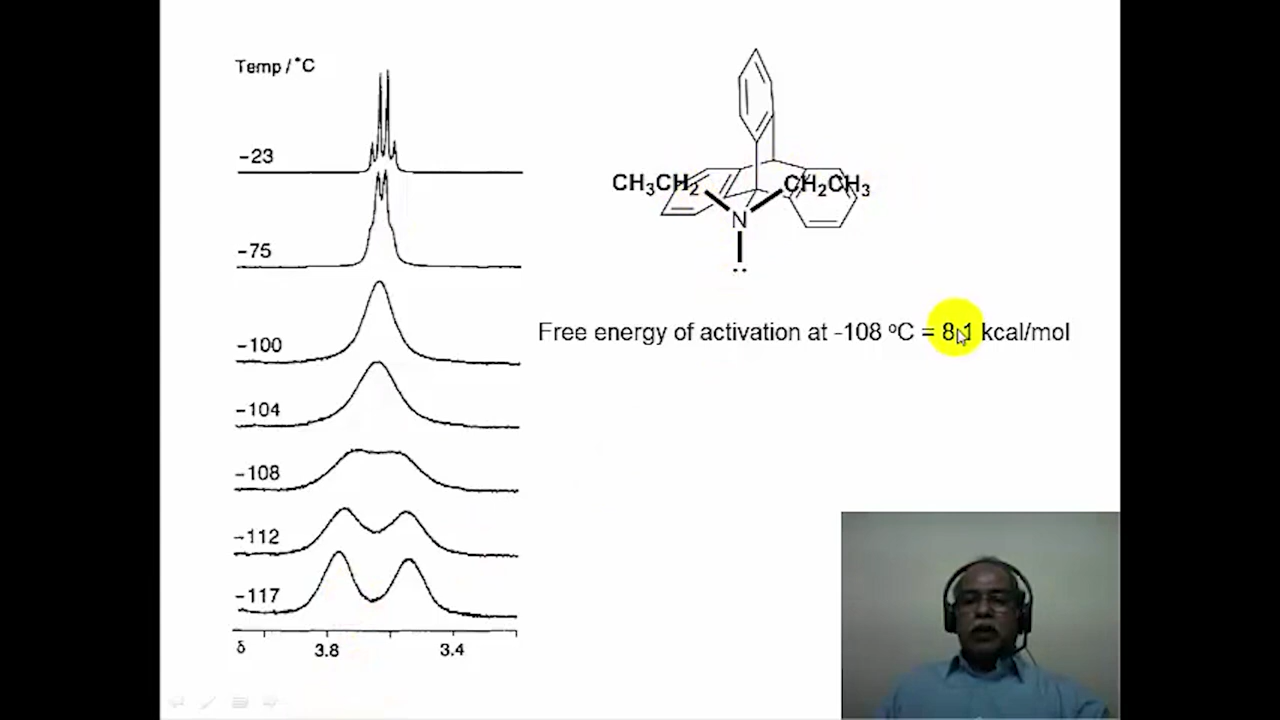 Temp / °C
-23
-75
-100
-104
-108
-112
-117
δ 3.8 3.4
CH₃CH₂ CH₂CH₃
N
..
Free energy of activation at -108 ºC = 8.1 kcal/mol